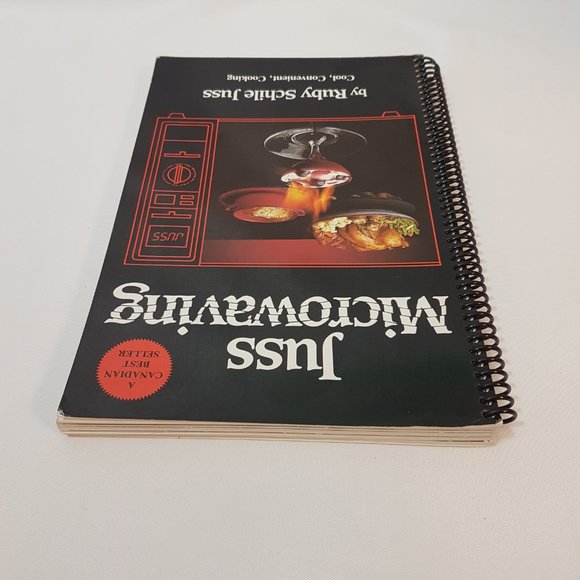 Juss
Microwaving
A
CANADIAN
BEST
SELLER
JUSS
by Ruby Schile Juss
Cool, Convenient, Cooking